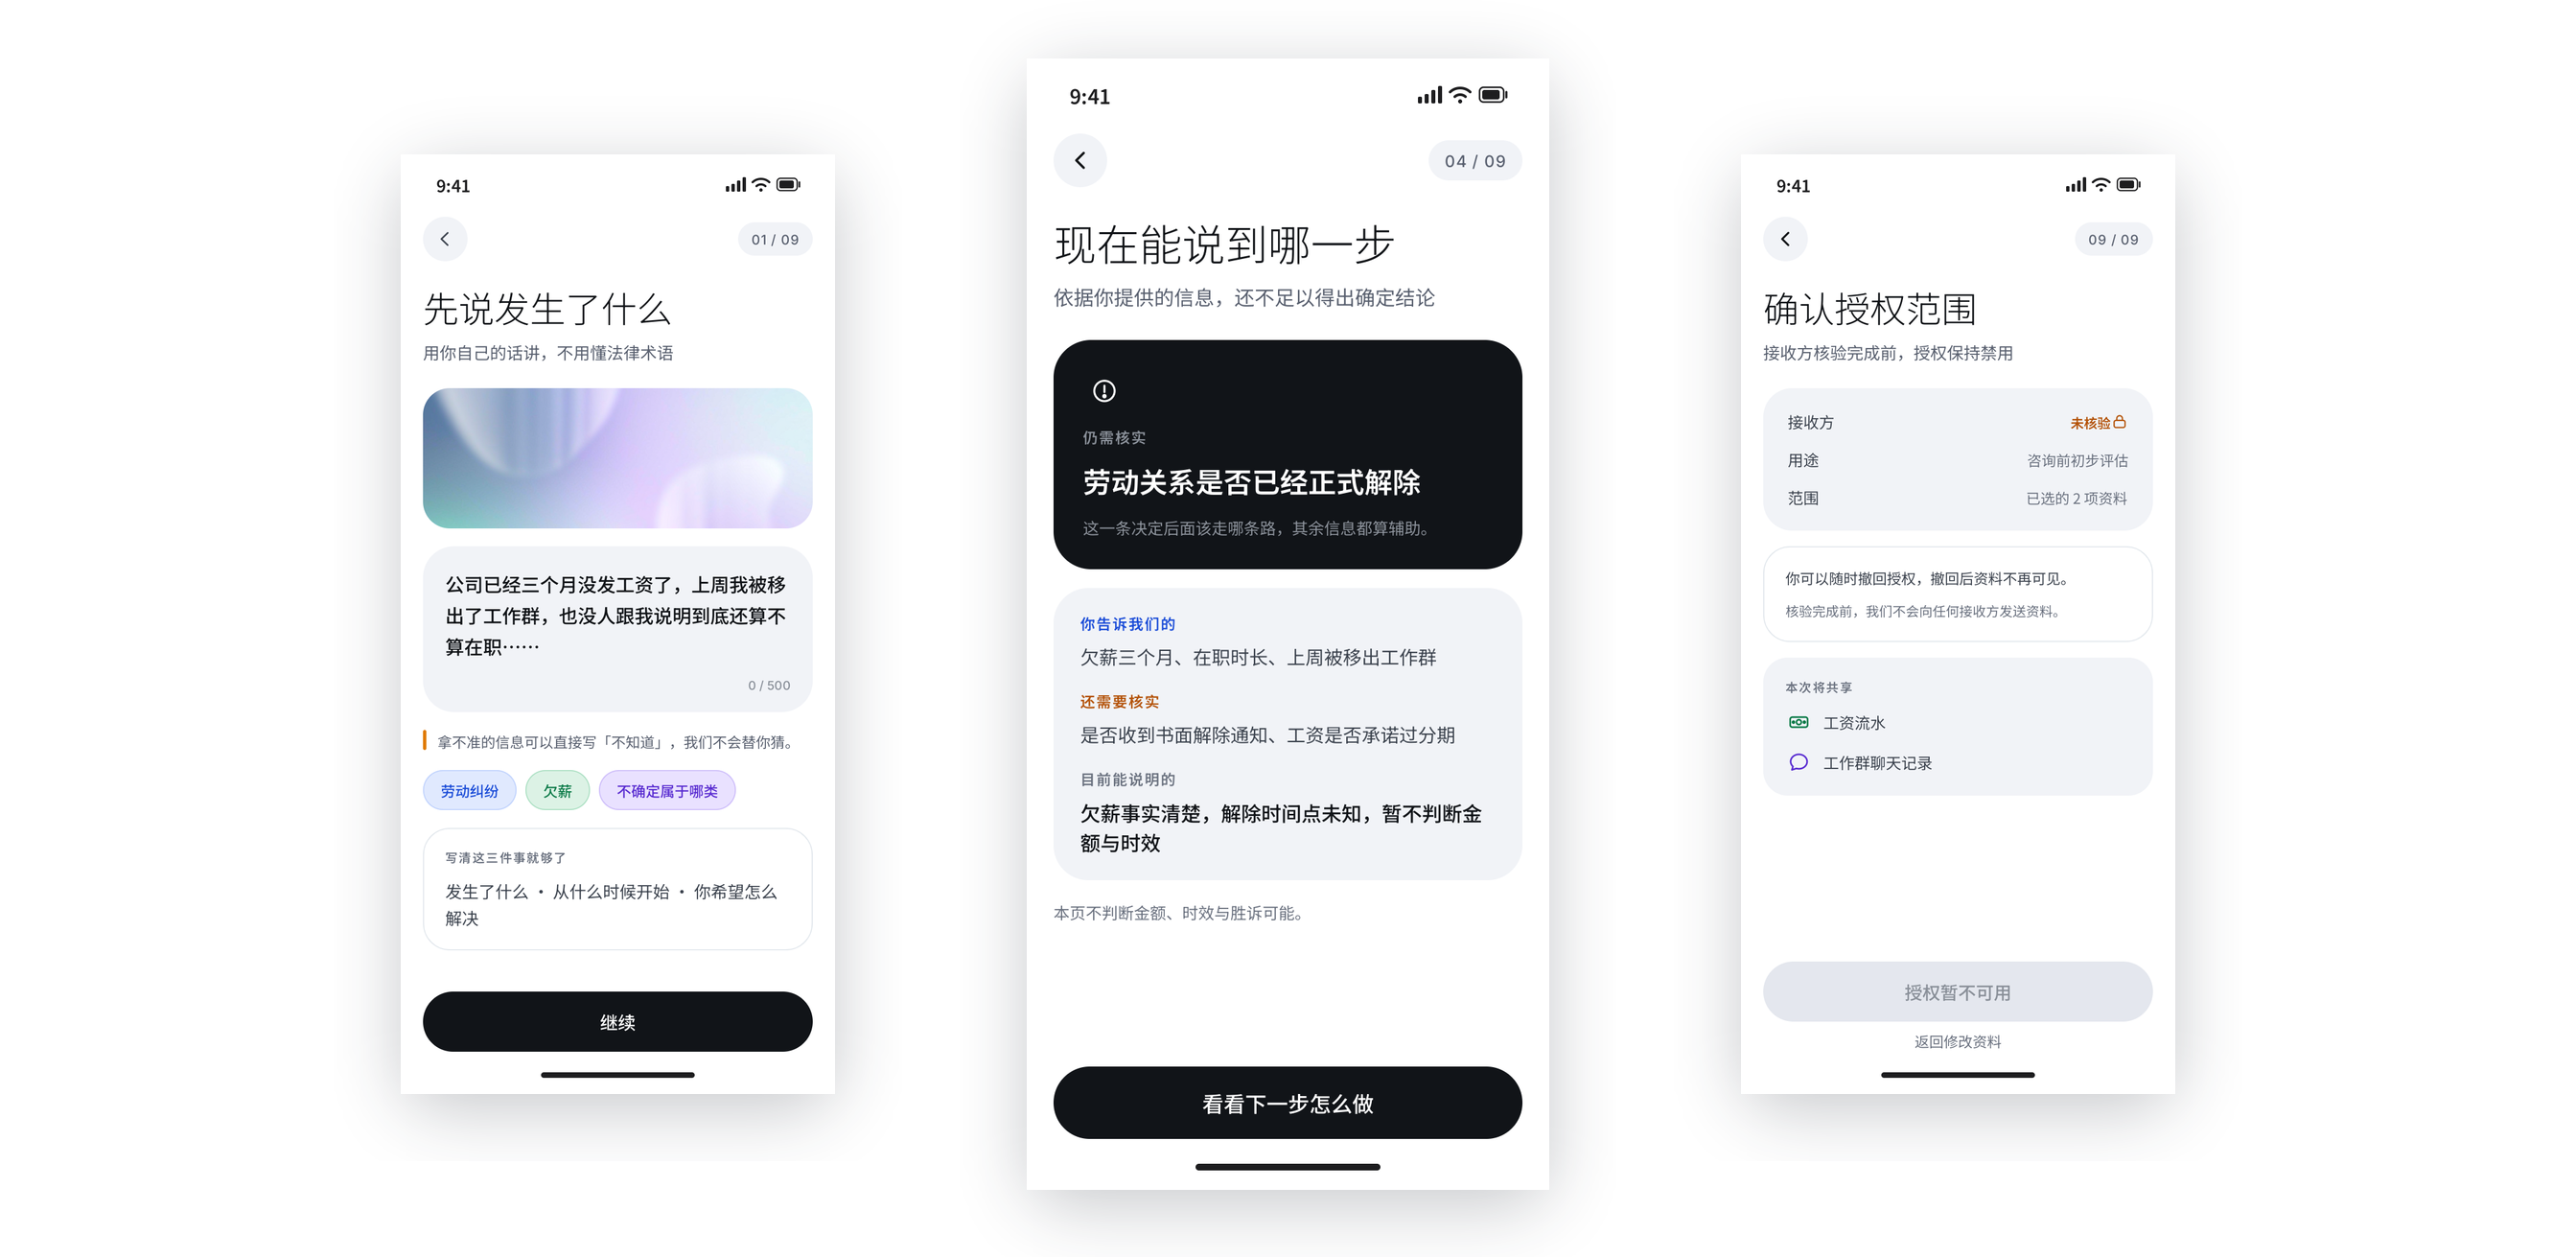 9:41
01 / 09
先说发生了什么
用你自己的话讲，不用懂法律术语
公司已经三个月没发工资了，上周我被移
出了工作群，也没人跟我说明到底还算不
算在职……
0 / 500
拿不准的信息可以直接写「不知道」，我们不会替你猜。
劳动纠纷
欠薪
不确定属于哪类
写清这三件事就够了
发生了什么 · 从什么时候开始 · 你希望怎么
解决
继续
9:41
04 / 09
现在能说到哪一步
依据你提供的信息，还不足以得出确定结论
仍需核实
劳动关系是否已经正式解除
这一条决定后面该走哪条路，其余信息都算辅助。
你告诉我们的
欠薪三个月、在职时长、上周被移出工作群
还需要核实
是否收到书面解除通知、工资是否承诺过分期
目前能说明的
欠薪事实清楚，解除时间点未知，暂不判断金
额与时效
本页不判断金额、时效与胜诉可能。
看看下一步怎么做
9:41
09 / 09
确认授权范围
接收方核验完成前，授权保持禁用
接收方 未核验
用途 咨询前初步评估
范围 已选的 2 项资料
你可以随时撤回授权，撤回后资料不再可见。
核验完成前，我们不会向任何接收方发送资料。
本次将共享
工资流水
工作群聊天记录
授权暂不可用
返回修改资料